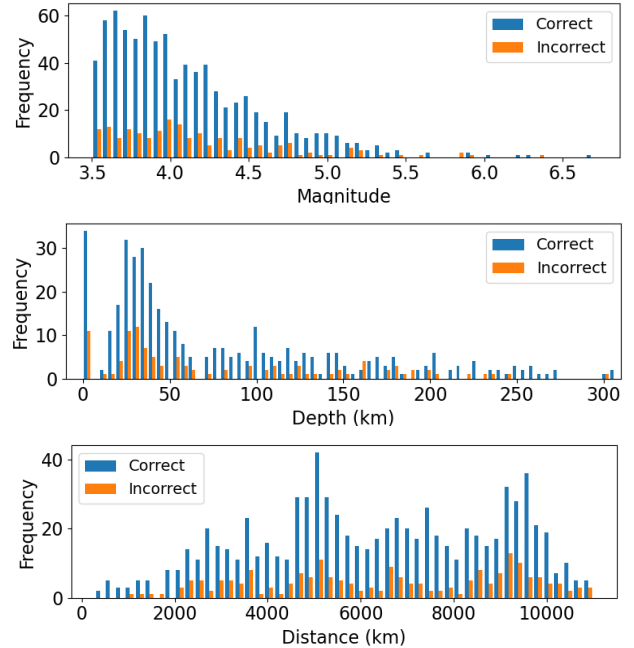 60
40
20
0
Frequency
Correct
Incorrect
3.5 4.0 4.5 5.0 5.5 6.0 6.5
Magnitude
30
20
10
0
Frequency
Correct
Incorrect
0 50 100 150 200 250 300
Depth (km)
40
20
0
Frequency
Correct
Incorrect
0 2000 4000 6000 8000 10000
Distance (km)